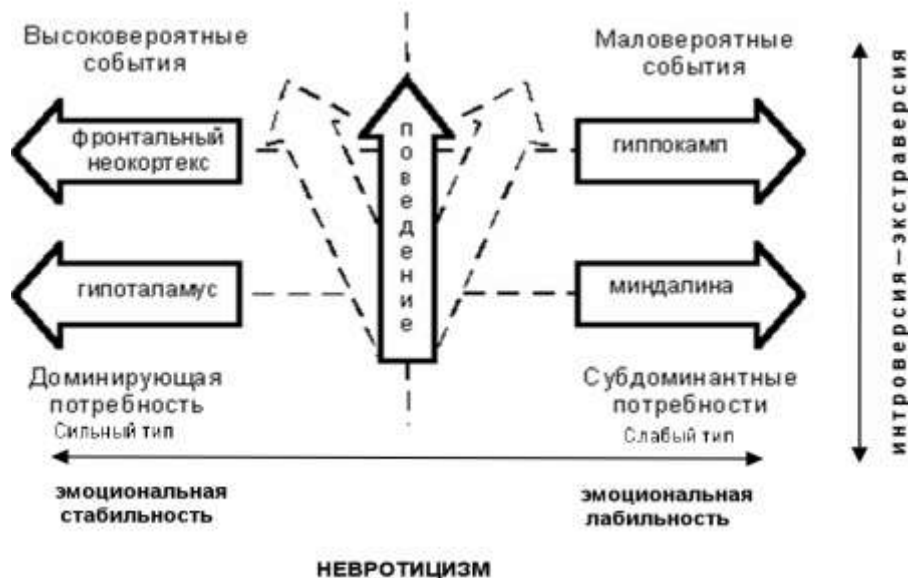 Высоковероятные
события
Маловероятные
события
фронтальный
неокортекс
поведение
гиппокамп
гипоталамус
миндалина
Доминирующая
потребность
Сильный тип
Субдоминантные
потребности
Слабый тип
эмоциональная
стабильность
эмоциональная
лабильность
НЕВРОТИЦИЗМ
интроверсия—экстраверсия